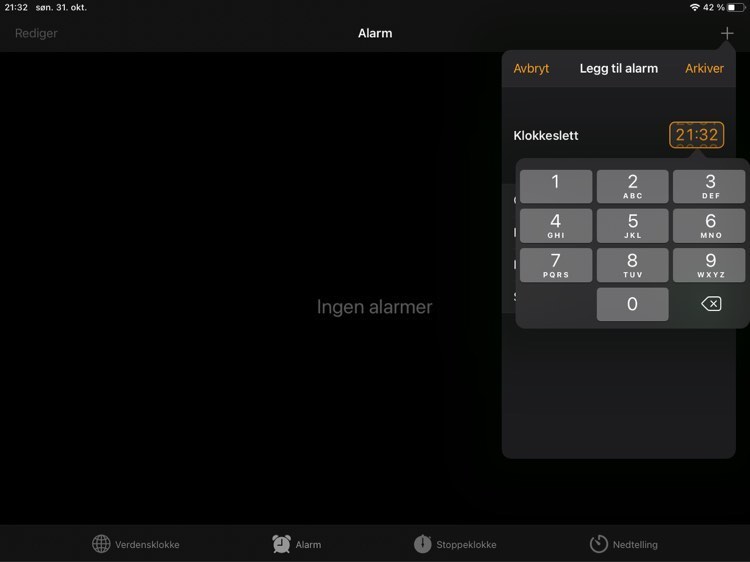 21:32 søn. 31. okt. 42 %
Rediger Alarm
Avbryt Legg til alarm Arkiver
Klokkeslett 21:32
1 2 3
ABC DEF
4 5 6
GHI JKL MNO
7 8 9
PQRS TUV WXYZ
0
Ingen alarmer
Verdensklokke Alarm Stoppeklokke Nedtelling